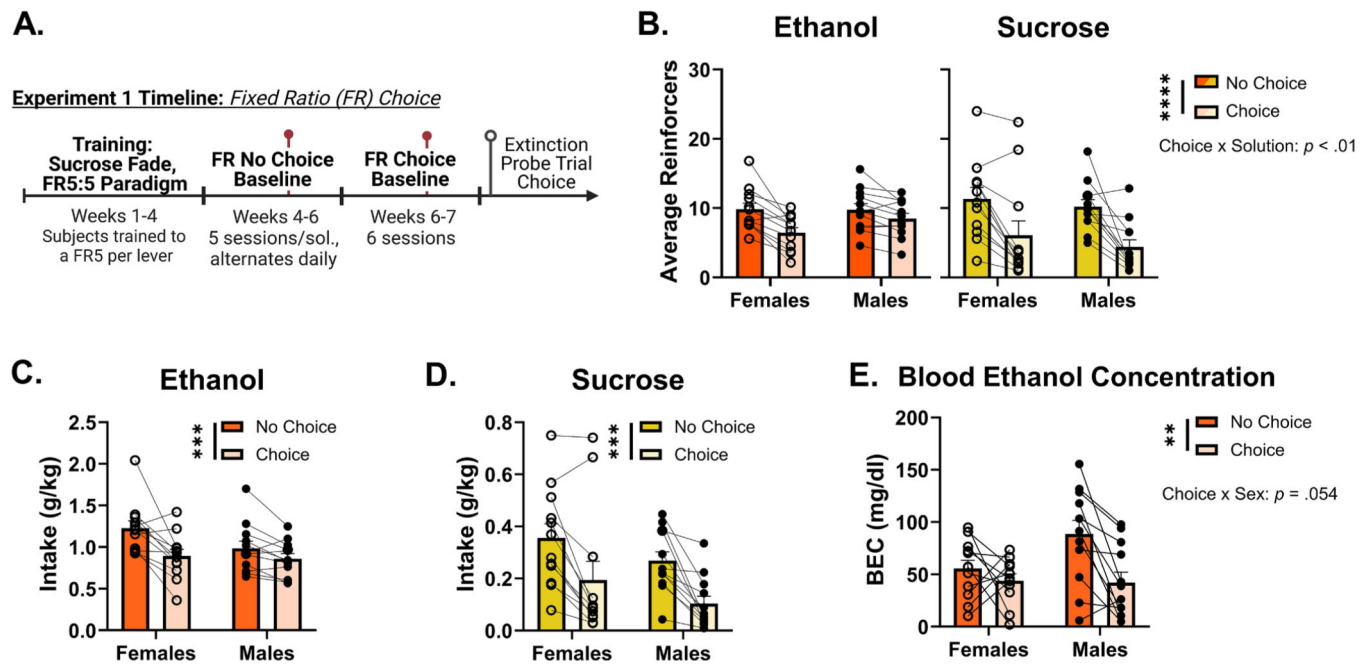 A.
Experiment 1 Timeline: Fixed Ratio (FR) Choice
Training:
Sucrose Fade,
FR5:5 Paradigm
FR No Choice
Baseline
FR Choice
Baseline
Extinction
Probe Trial
Choice
Weeks 1-4
Subjects trained to
a FR5 per lever
Weeks 4-6
5 sessions/sol.,
alternates daily
Weeks 6-7
6 sessions
B.
Ethanol
Sucrose
Average Reinforcers
30
20
10
0
Females
Males
Females
Males
****
No Choice
Choice
Choice x Solution: p < .01
C.
Ethanol
Intake (g/kg)
2.5
2.0
1.5
1.0
0.5
0.0
Females
Males
***
No Choice
Choice
D.
Sucrose
Intake (g/kg)
0.8
0.6
0.4
0.2
0.0
Females
Males
***
No Choice
Choice
E.
Blood Ethanol Concentration
BEC (mg/dl)
200
150
100
50
0
Females
Males
**
No Choice
Choice
Choice x Sex: p = .054